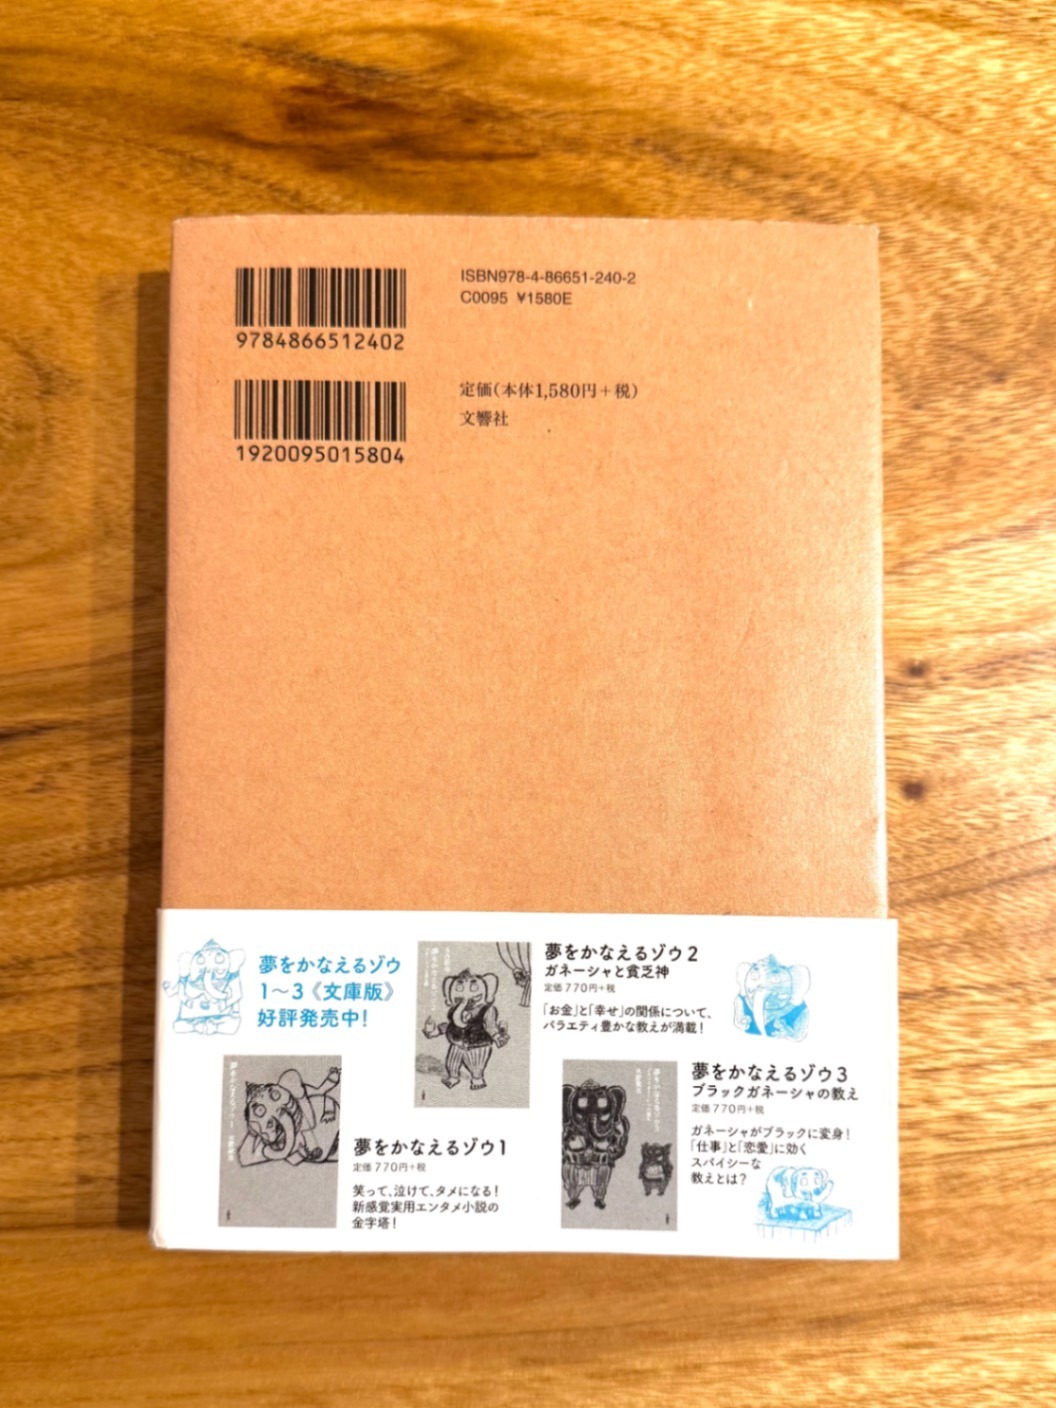 9784866512402
ISBN978-4-86651-240-2
C0095 ¥1580E
1920095015804
定価(本体1,580円+税)
文響社
夢をかなえるゾウ
1〜3《文庫版》
好評発売中!
夢をかなえるゾウ2
ガネーシャと貧乏神
定価770円+税
「お金」と「幸せ」の関係について、
バラエティ豊かな教えが満載!
夢をかなえるゾウ1
定価770円+税
笑って、泣けて、タメになる!
新感覚実用エンタメ小説の
金字塔!
夢をかなえるゾウ3
ブラックガネーシャの教え
定価770円+税
ガネーシャがブラックに変身!
「仕事」と「恋愛」に効く
スパイシーな
教えとは?